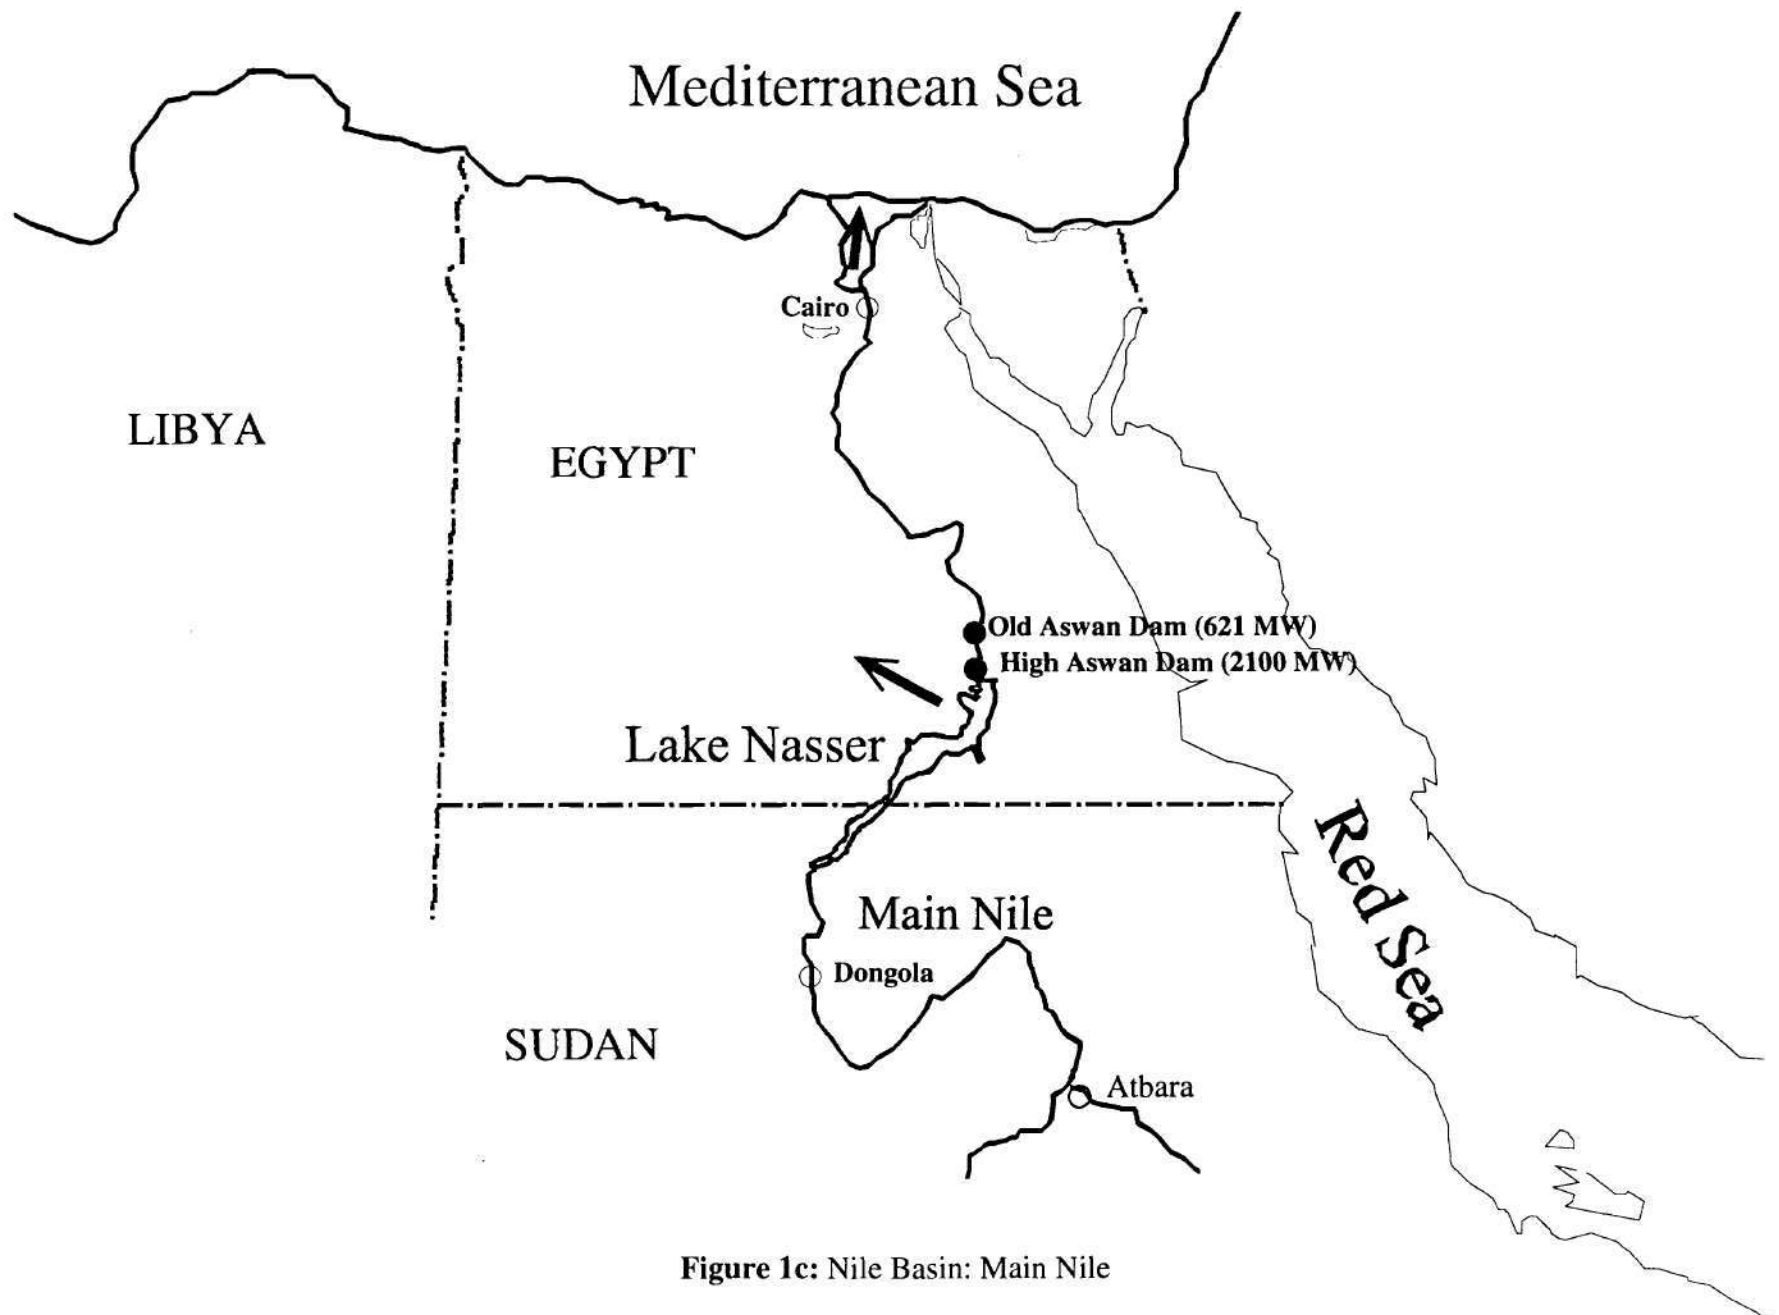 Mediterranean Sea
Cairo
LIBYA
EGYPT
Old Aswan Dam (621 MW)
High Aswan Dam (2100 MW)
Lake Nasser
Red Sea
Main Nile
Dongola
SUDAN
Atbara
Figure 1c: Nile Basin: Main Nile